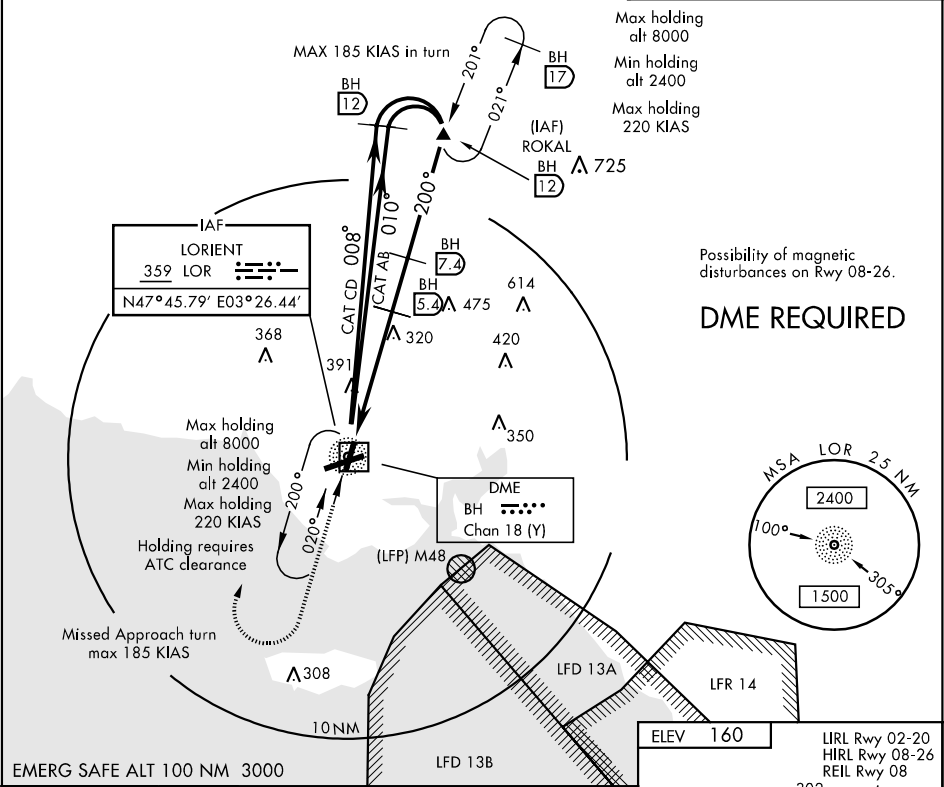 Max holding
alt 8000
Min holding
alt 2400
Max holding
220 KIAS
MAX 185 KIAS in turn
BH
12
201°
021°
BH
17
(IAF)
ROKAL
BH
12
725
200°
CAT CD 008°
CAT AB 010°
BH
7.4
BH
5.4
475
614
320
420
391
368
350
IAF
LORIENT
359 LOR
N47°45.79' E03°26.44'
Possibility of magnetic
disturbances on Rwy 08-26.
DME REQUIRED
Max holding
alt 8000
Min holding
alt 2400
Max holding
220 KIAS
Holding requires
ATC clearance
200°
020°
DME
BH
Chan 18 (Y)
(LFP) M48
MSA LOR 25 NM
2400
100°
305°
1500
Missed Approach turn
max 185 KIAS
308
LFD 13A
LFR 14
10 NM
LFD 13B
EMERG SAFE ALT 100 NM 3000
ELEV 160
LIRL Rwy 02-20
HIRL Rwy 08-26
REIL Rwy 08